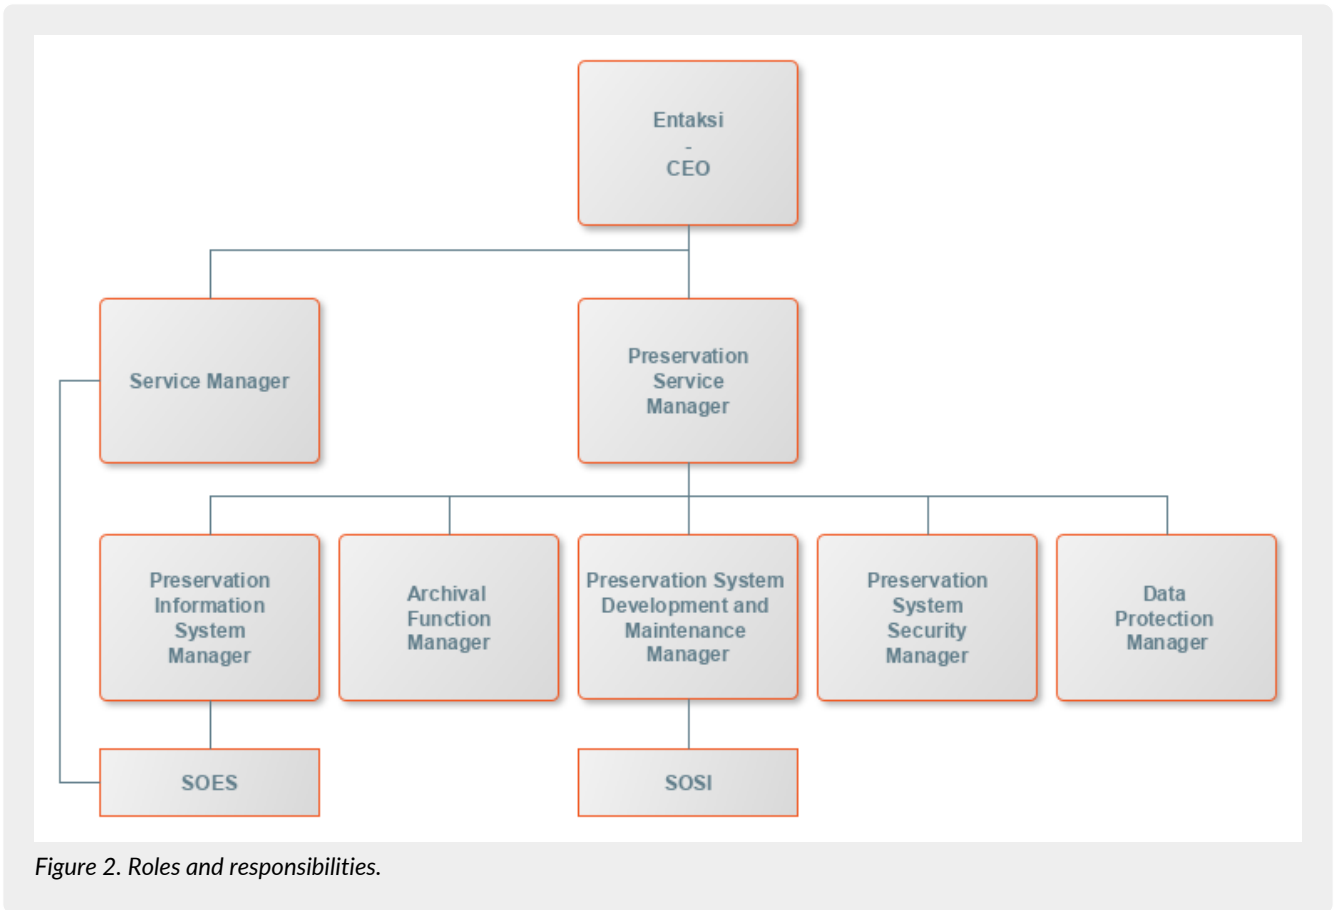 Entaksi
-
CEO
Service Manager
Preservation
Service
Manager
Preservation
Information
System
Manager
Archival
Function
Manager
Preservation System
Development and
Maintenance
Manager
Preservation
System
Security
Manager
Data
Protection
Manager
SOES
SOSI
Figure 2. Roles and responsibilities.